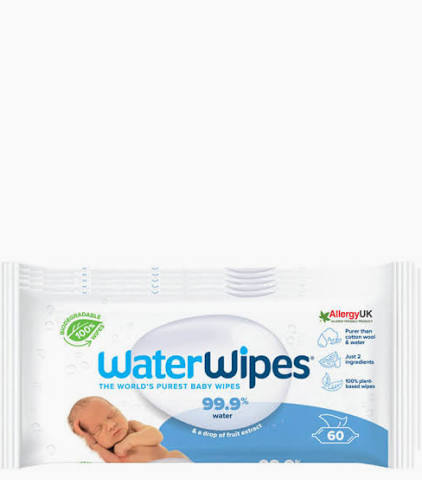 BIODEGRADABLE
100%
WIPES
WaterWipes®
THE WORLD'S PUREST BABY WIPES
99.9%
water
& a drop of fruit extract
AllergyUK
Purer than
cotton wool
& water
Just 2
ingredients
100% plant-
based wipes
60